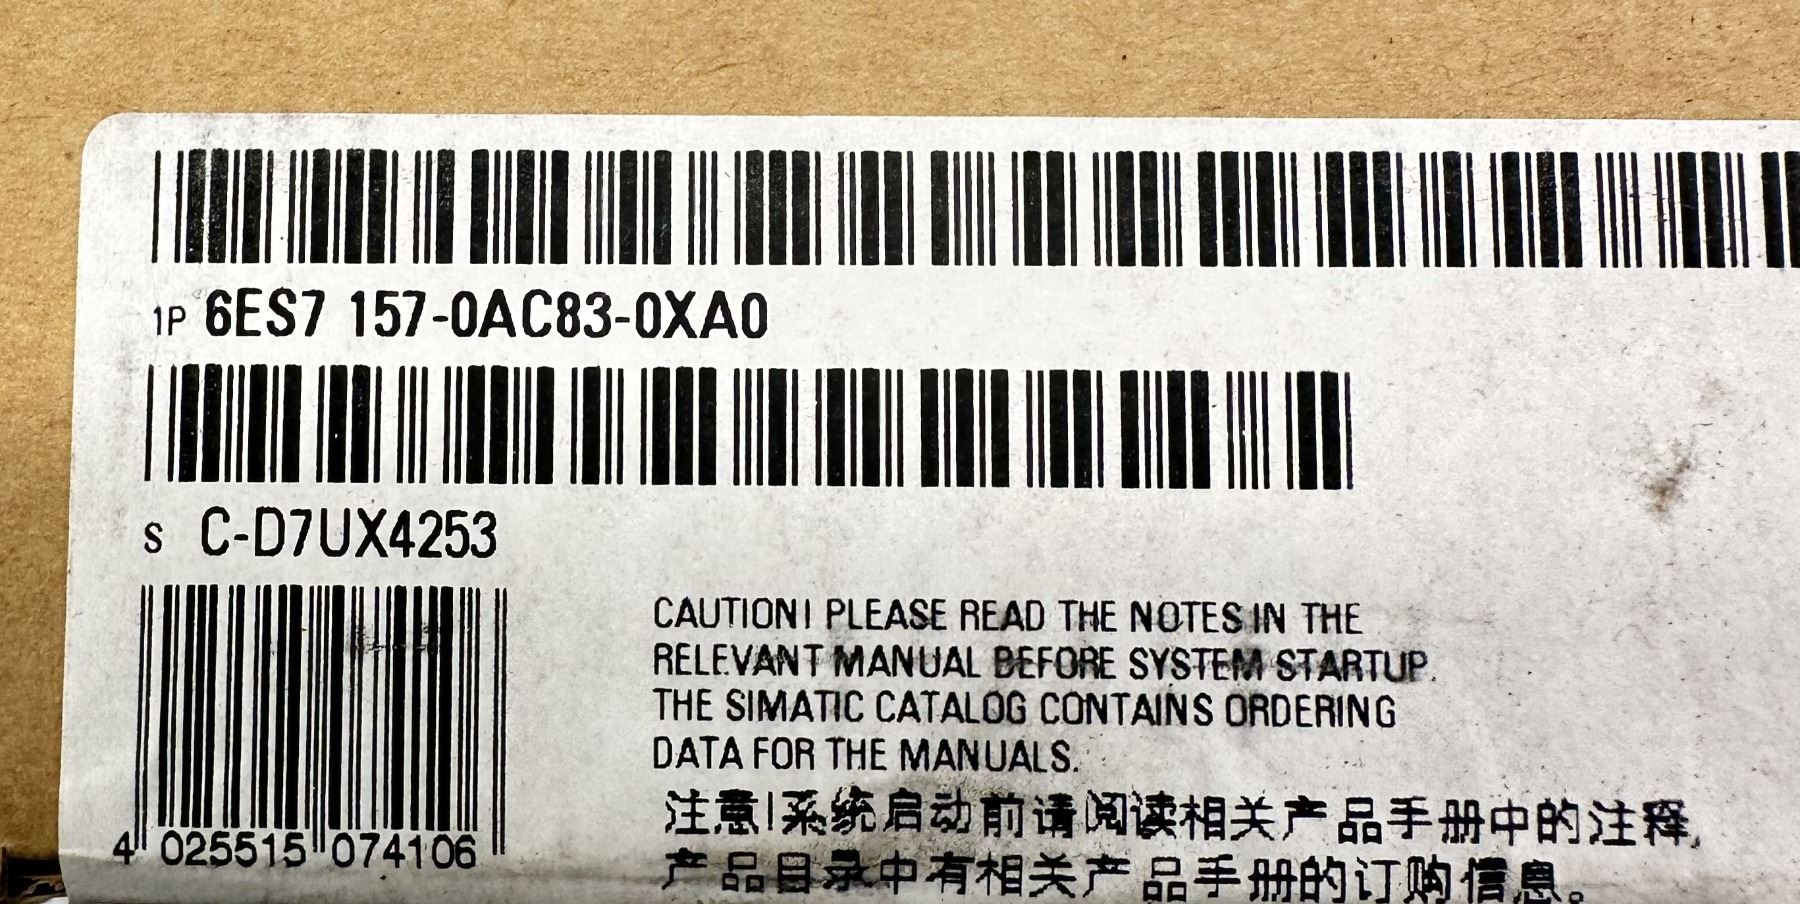 1P 6ES7 157-0AC83-0XA0
S C-D7UX4253
CAUTION! PLEASE READ THE NOTES IN THE
RELEVANT MANUAL BEFORE SYSTEM STARTUP.
THE SIMATIC CATALOG CONTAINS ORDERING
DATA FOR THE MANUALS.
注意!系统启动前请阅读相关产品手册中的注释,
产品目录中有相关产品手册的订购信息。
4 025515 074106